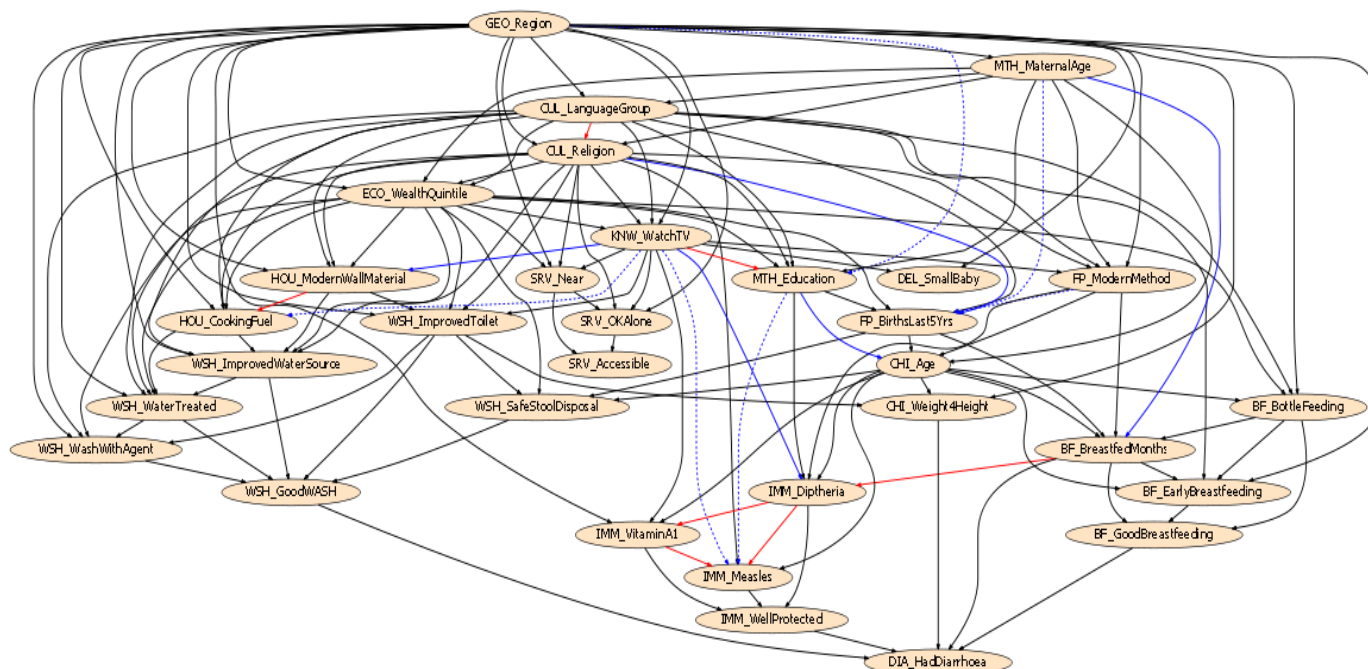 GEO_Region
MTH_MaternalAge
CUL_LanguageGroup
CUL_Religion
ECO_WealthQuintile
KNW_WatchTV
HOU_ModernWallMaterial
SRV_Near
MTH_Education
DEL_SmallBaby
FP_ModernMethod
HOU_CookingFuel
WSH_ImprovedToilet
SRV_OKAlone
FP_BirthsLast5Yrs
WSH_ImprovedWaterSource
SRV_Accessible
CHI_Age
WSH_WaterTreated
WSH_SafeStoolDisposal
CHI_Weight4Height
BF_BottleFeeding
WSH_WashWithAgent
BF_BreastfedMonths
WSH_GoodWASH
IMM_Diptheria
BF_EarlyBreastfeeding
IMM_VitaminA1
BF_GoodBreastfeeding
IMM_Measles
IMM_WellProtected
DIA_HadDiarrhoea